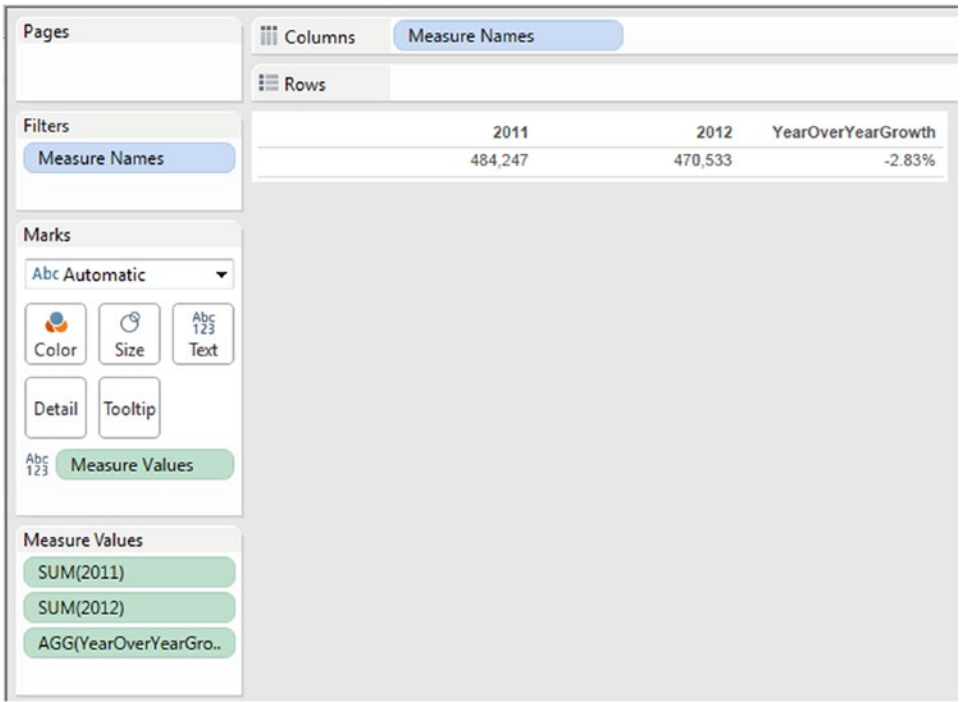 Pages
Columns
Measure Names
Rows
Filters
Measure Names
2011 2012 YearOverYearGrowth
484,247 470,533 -2.83%
Marks
Abc Automatic
Color
Size
Abc
123
Text
Detail
Tooltip
Abc
123
Measure Values
Measure Values
SUM(2011)
SUM(2012)
AGG(YearOverYearGro..